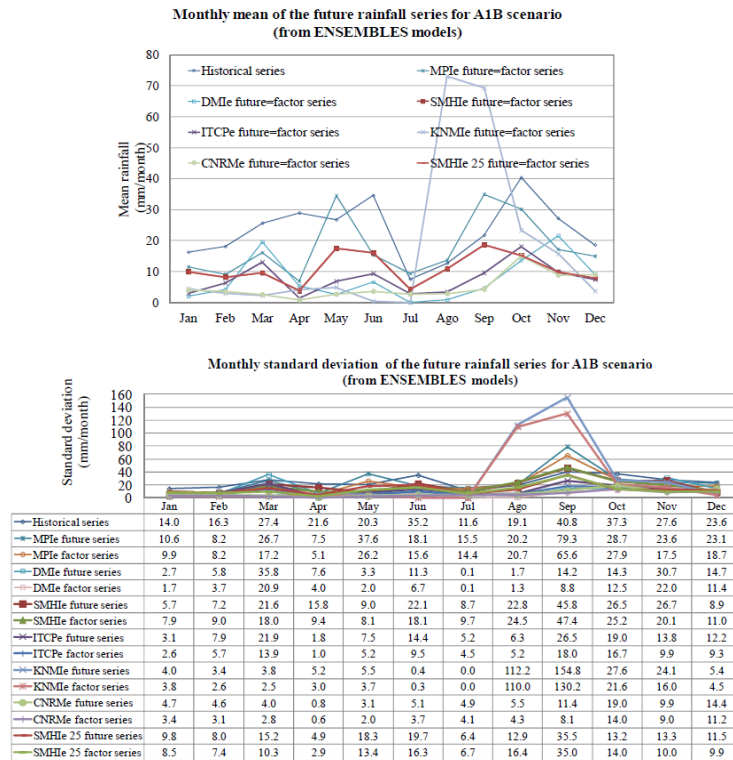 Monthly mean of the future rainfall series for A1B scenario
(from ENSEMBLES models)
Mean rainfall
(mm/month)
80
70
60
50
40
30
20
10
0
Historical series
MPIe future=factor series
DMIe future=factor series
SMHIe future=factor series
ITCPe future=factor series
KNMIe future=factor series
CNRMe future=factor series
SMHIe 25 future=factor series
Jan Feb Mar Apr May Jun Jul Ago Sep Oct Nov Dec
Monthly standard deviation of the future rainfall series for A1B scenario
(from ENSEMBLES models)
Standard deviation
(mm/month)
160
140
120
100
80
60
40
20
0
Jan Feb Mar Apr May Jun Jul Ago Sep Oct Nov Dec
Historical series 14.0 16.3 27.4 21.6 20.3 35.2 11.6 19.1 40.8 37.3 27.6 23.6
MPIe future series 10.6 8.2 26.7 7.5 37.6 18.1 15.5 20.2 79.3 28.7 23.6 23.1
MPIe factor series 9.9 8.2 17.2 5.1 26.2 15.6 14.4 20.7 65.6 27.9 17.5 18.7
DMIe future series 2.7 5.8 35.8 7.6 3.3 11.3 0.1 1.7 14.2 14.3 30.7 14.7
DMIe factor series 1.7 3.7 20.9 4.0 2.0 6.7 0.1 1.3 8.8 12.5 22.0 11.4
SMHIe future series 5.7 7.2 21.6 15.8 9.0 22.1 8.7 22.8 45.8 26.5 26.7 8.9
SMHIe factor series 7.9 9.0 18.0 9.4 8.1 18.1 9.7 24.5 47.4 25.2 20.1 11.0
ITCPe future series 3.1 7.9 21.9 1.8 7.5 14.4 5.2 6.3 26.5 19.0 13.8 12.2
ITCPe factor series 2.6 5.7 13.9 1.0 5.2 9.5 4.5 5.2 18.0 16.7 9.9 9.3
KNMIe future series 4.0 3.4 3.8 5.2 5.5 0.4 0.0 112.2 154.8 27.6 24.1 5.4
KNMIe factor series 3.8 2.6 2.5 3.0 3.7 0.3 0.0 110.0 130.2 21.6 16.0 4.5
CNRMe future series 4.7 4.6 4.0 0.8 3.1 5.1 4.9 5.5 11.4 19.0 9.9 14.4
CNRMe factor series 3.4 3.1 2.8 0.6 2.0 3.7 4.1 4.3 8.1 14.0 9.0 11.2
SMHIe 25 future series 9.8 8.0 15.2 4.9 18.3 19.7 6.4 12.9 35.5 13.2 13.3 11.5
SMHIe 25 factor series 8.5 7.4 10.3 2.9 13.4 16.3 6.7 16.4 35.0 14.0 10.0 9.9